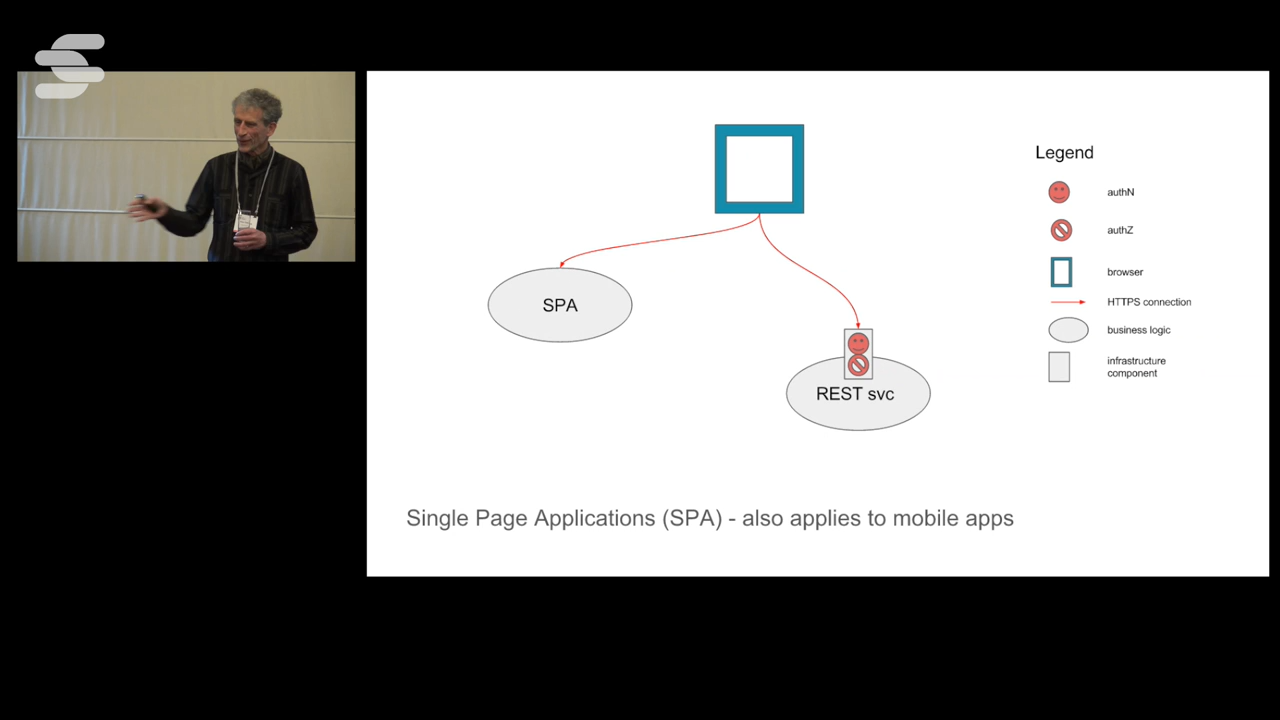 Legend
authN
authZ
browser
HTTPS connection
business logic
infrastructure
component
SPA
REST svc
Single Page Applications (SPA) - also applies to mobile apps